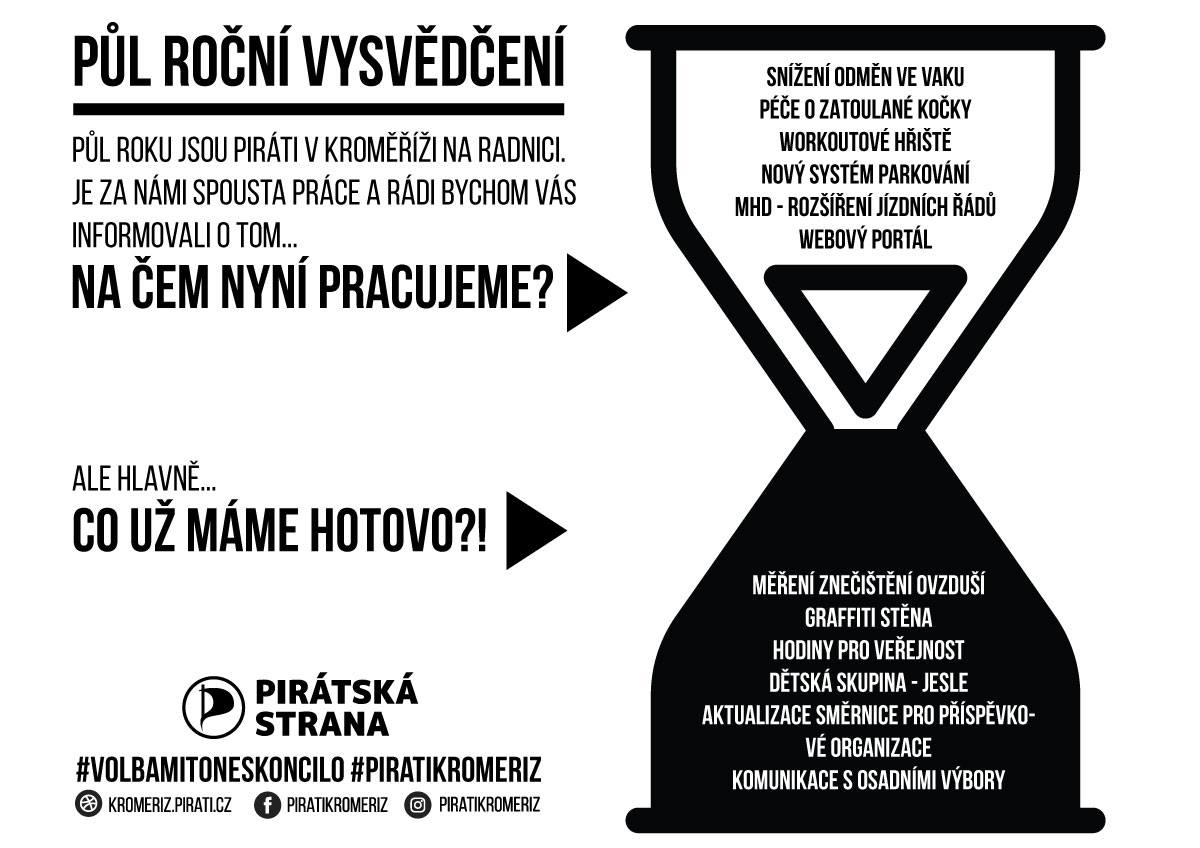 PŮL ROČNÍ VYSVĚDČENÍ
PŮL ROKU JSOU PIRÁTI V KROMĚŘÍŽI NA RADNICI.
JE ZA NÁMI SPOUSTA PRÁCE A RÁDI BYCHOM VÁS
INFORMOVALI O TOM...
NA ČEM NYNÍ PRACUJEME?
SNÍŽENÍ ODMĚN VE VAKU
PÉČE O ZATOULANÉ KOČKY
WORKOUTOVÉ HŘIŠTĚ
NOVÝ SYSTÉM PARKOVÁNÍ
MHD - ROZŠÍŘENÍ JÍZDNÍCH ŘÁDŮ
WEBOVÝ PORTÁL
ALE HLAVNĚ...
CO UŽ MÁME HOTOVO?!
MĚŘENÍ ZNEČIŠTĚNÍ OVZDUŠÍ
GRAFFITI STĚNA
HODINY PRO VEŘEJNOST
DĚTSKÁ SKUPINA - JESLE
AKTUALIZACE SMĚRNICE PRO PŘÍSPĚVKO-
VÉ ORGANIZACE
KOMUNIKACE S OSADNÍMI VÝBORY
PIRÁTSKÁ
STRANA
#VOLBAMITONESKONCILO #PIRATIKROMERIZ
KROMERIZ.PIRATI.CZ PIRATIKROMERIZ PIRATIKROMERIZ